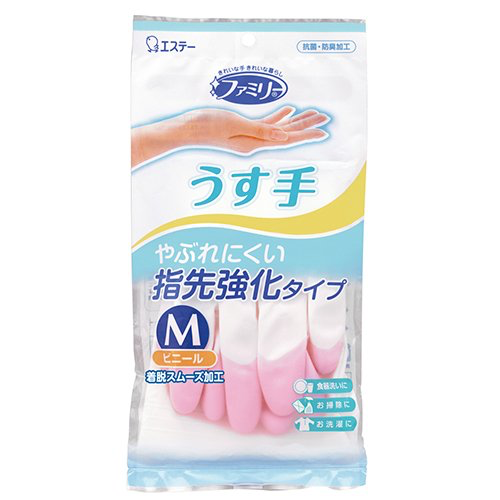 エステー
抗菌・防臭加工
きれいな手 きれいな暮らし
ファミリー®
うす手
やぶれにくい
指先強化タイプ
M
ビニール
着脱スムーズ加工
食器洗いに
お掃除に
お洗濯に